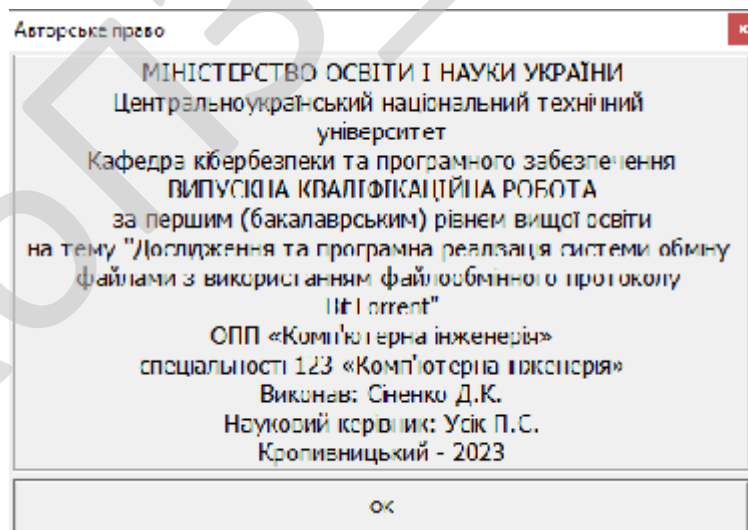 Авторське право
МІНІСТЕРСТВО ОСВІТИ І НАУКИ УКРАЇНИ
Центральноукраїнський національний технічний
університет
Кафедра кібербезпеки та програмного забезпечення
ВИПУСКНА КВАЛІФІКАЦІЙНА РОБОТА
за першим (бакалаврським) рівнем вищої освіти
на тему "Дослідження та програмна реалізація системи обміну
файлами з використанням файлообмінного протоколу
BitTorrent"
ОПП «Комп'ютерна інженерія»
спеціальності 123 «Комп'ютерна інженерія»
Виконав: Сіненко Д.К.
Науковий керівник: Усік П.С.
Кропивницький - 2023
ОК